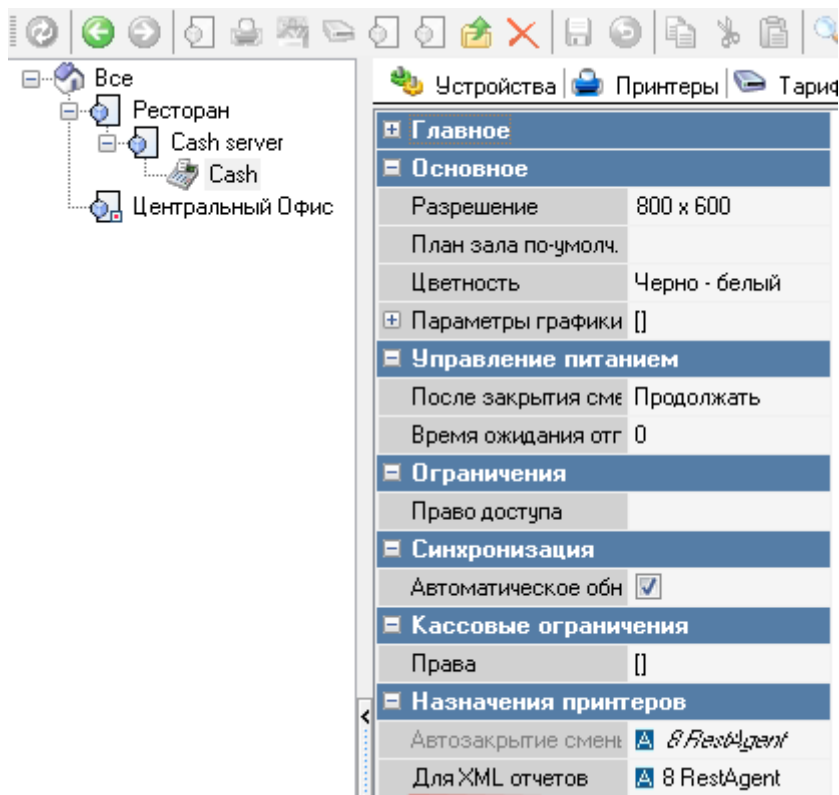 Все
Ресторан
Cash server
Cash
Центральный Офис
Устройства Принтеры Тариф
Главное
Основное
Разрешение 800 x 600
План зала по-умолч.
Цветность Черно - белый
Параметры графики []
Управление питанием
После закрытия сме Продолжать
Время ожидания отг 0
Ограничения
Право доступа
Синхронизация
Автоматическое обн
Кассовые ограничения
Права []
Назначения принтеров
Автозакрытие смень A 8 RestAgent
Для XML отчетов A 8 RestAgent